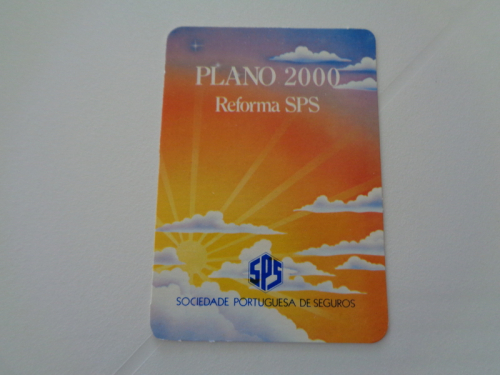 PLANO 2000
Reforma SPS
SPS
SOCIEDADE PORTUGUESA DE SEGUROS